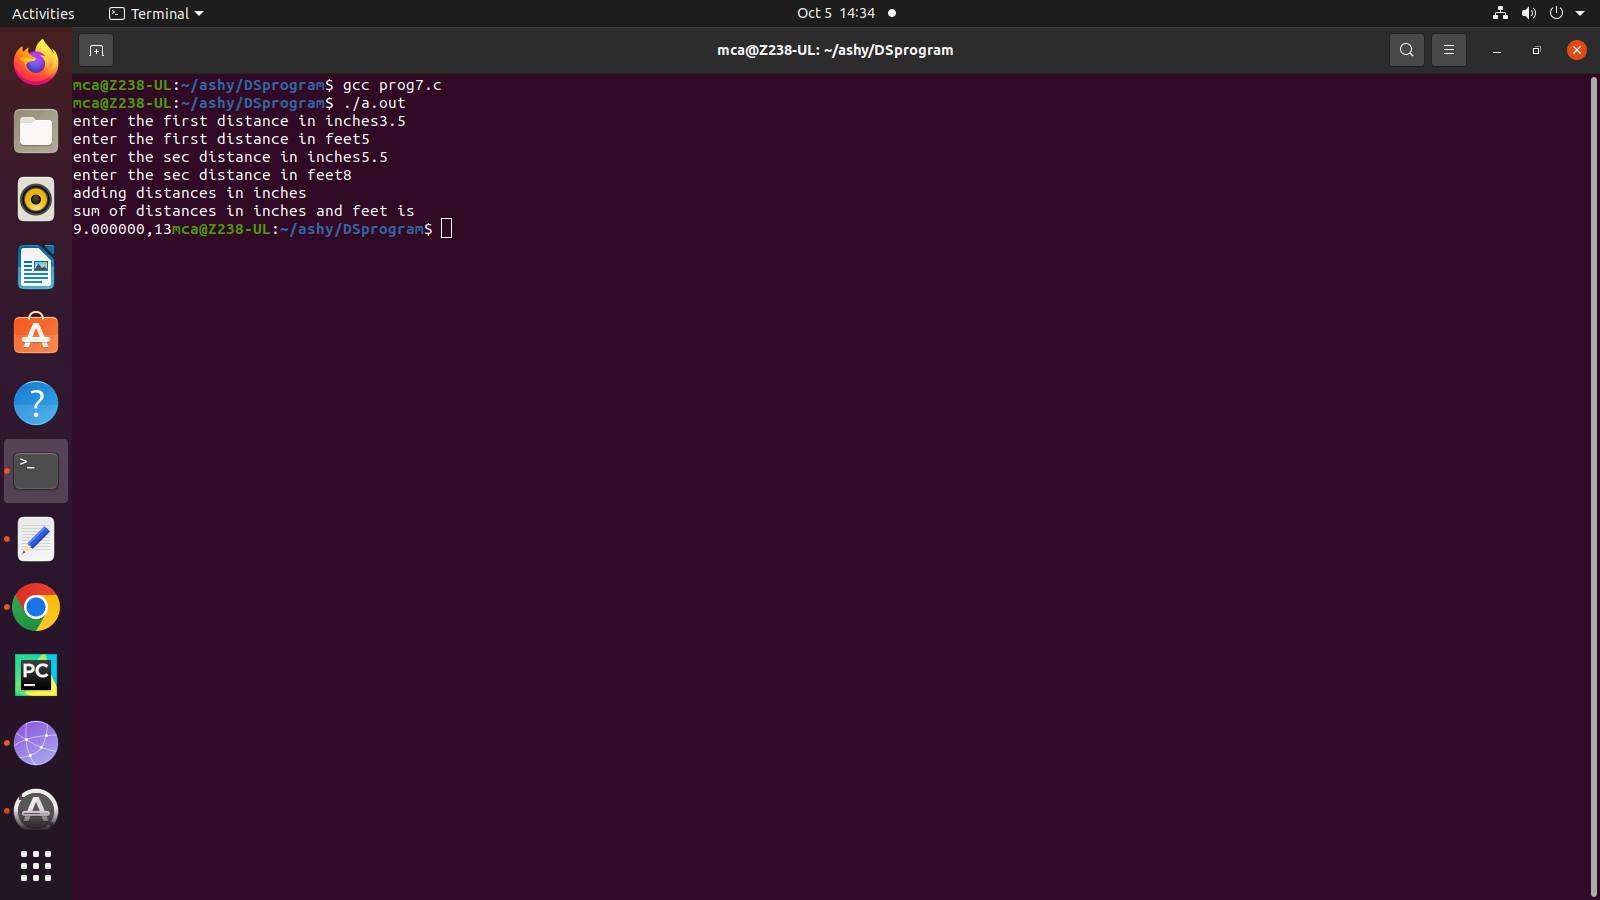 Activities Terminal Oct 5 14:34
mca@Z238-UL: ~/ashy/DSprogram
mca@Z238-UL:~/ashy/DSprogram$ gcc prog7.c
mca@Z238-UL:~/ashy/DSprogram$ ./a.out
enter the first distance in inches3.5
enter the first distance in feet5
enter the sec distance in inches5.5
enter the sec distance in feet8
adding distances in inches
sum of distances in inches and feet is
9.000000,13mca@Z238-UL:~/ashy/DSprogram$
?
>_
PC